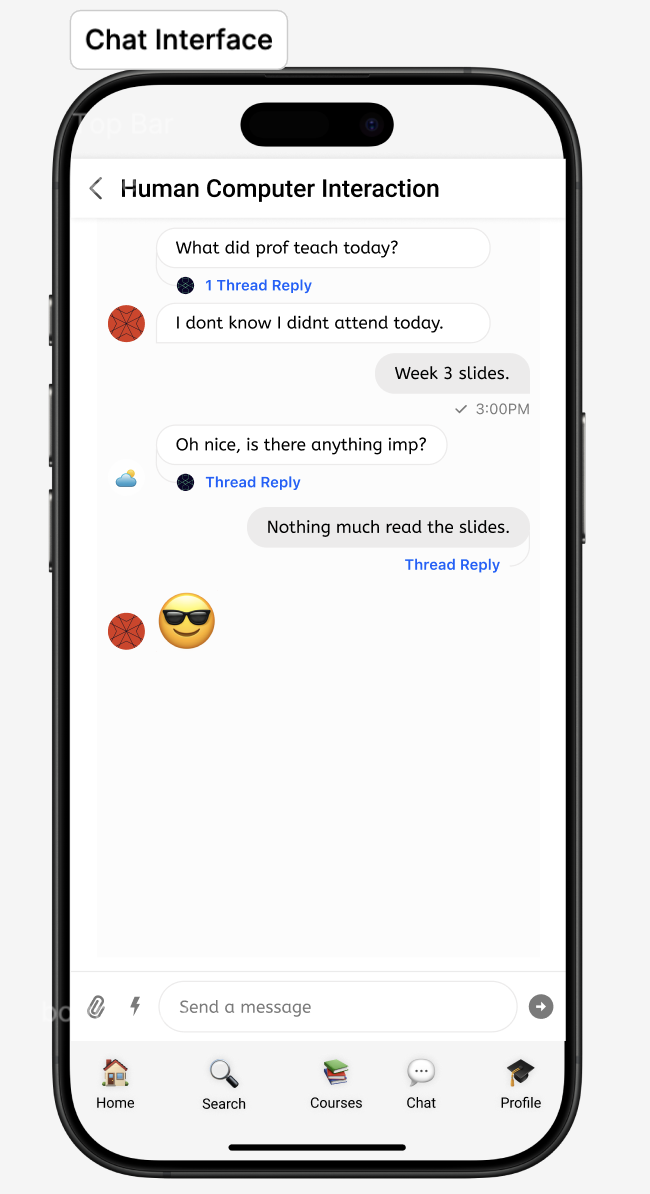 Chat Interface
Top Bar
Human Computer Interaction
What did prof teach today?
1 Thread Reply
I dont know I didnt attend today.
Week 3 slides.
3:00PM
Oh nice, is there anything imp?
Thread Reply
Nothing much read the slides.
Thread Reply
Send a message
Home
Search
Courses
Chat
Profile